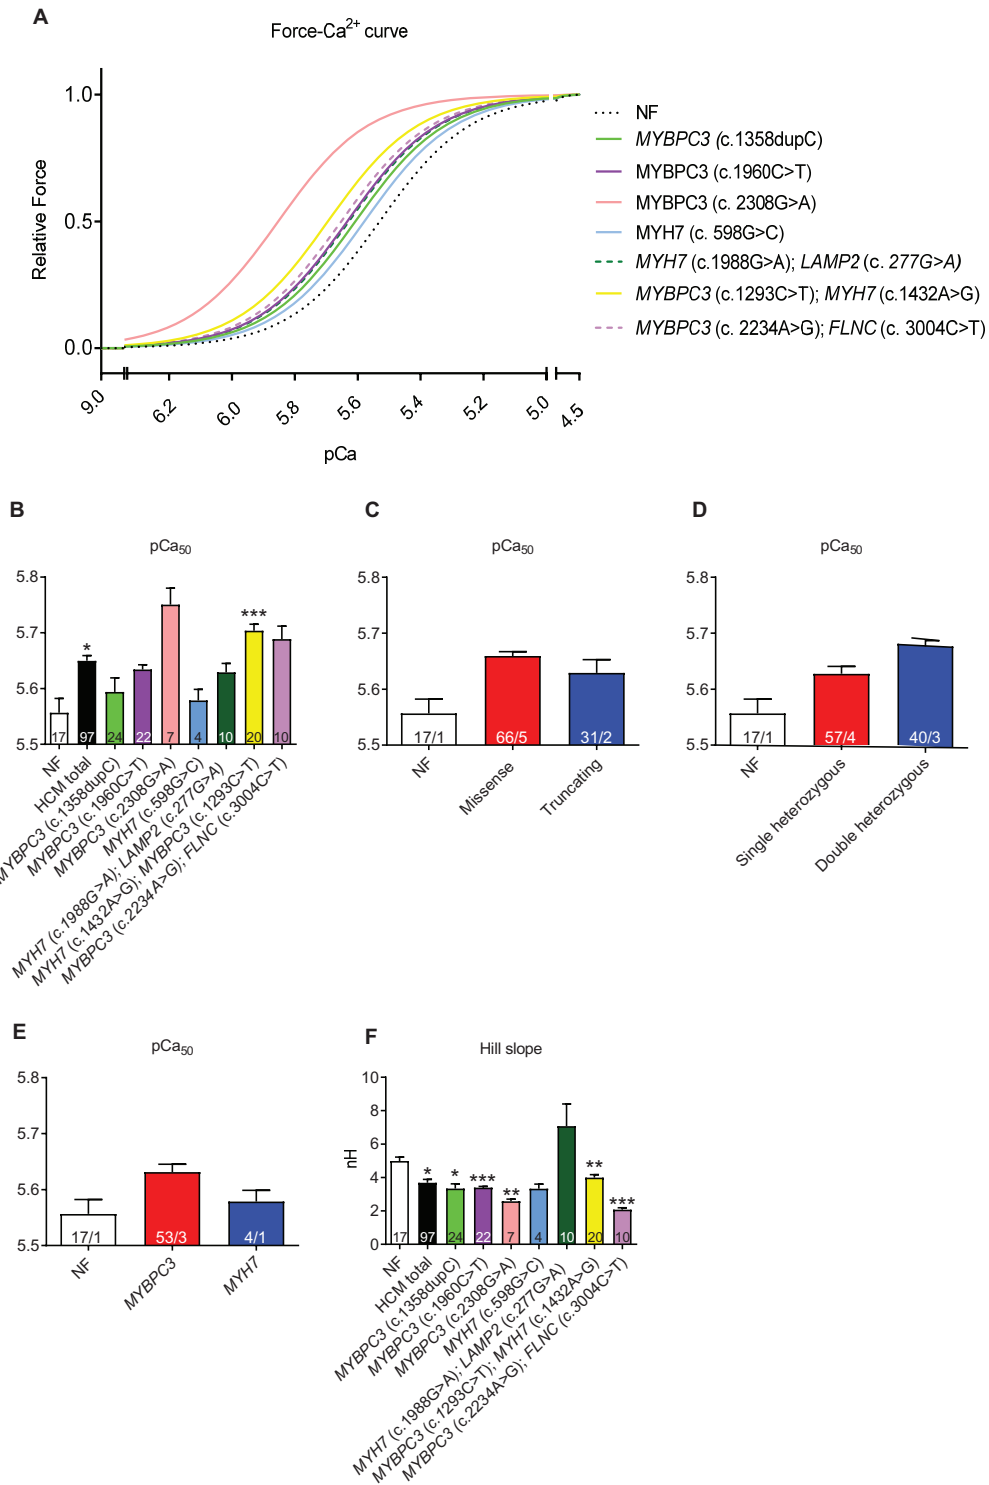 A
Force-Ca2+ curve
Relative Force
1.0
0.5
0.0
9.0
6.2
6.0
5.8
5.6
5.4
5.2
5.0
4.5
pCa
NF
MYBPC3 (c.1358dupC)
MYBPC3 (c.1960C>T)
MYBPC3 (c. 2308G>A)
MYH7 (c. 598G>C)
MYH7 (c.1988G>A); LAMP2 (c. 277G>A)
MYBPC3 (c.1293C>T); MYH7 (c.1432A>G)
MYBPC3 (c. 2234A>G); FLNC (c. 3004C>T)
B
pCa50
5.8
5.7
5.6
5.5
*
***
17
97
24
22
7
4
10
20
10
NF
HCM total
MYBPC3 (c.1358dupC)
MYBPC3 (c.1960C>T)
MYBPC3 (c.2308G>A)
MYH7 (c.598G>C)
MYH7 (c.1988G>A); LAMP2 (c.277G>A)
MYH7 (c.1432A>G); MYBPC3 (c.1293C>T)
MYBPC3 (c.2234A>G); FLNC (c.3004C>T)
C
pCa50
5.8
5.7
5.6
5.5
17/1
66/5
31/2
NF
Missense
Truncating
D
pCa50
5.8
5.7
5.6
5.5
17/1
57/4
40/3
NF
Single heterozygous
Double heterozygous
E
pCa50
5.8
5.7
5.6
5.5
17/1
53/3
4/1
NF
MYBPC3
MYH7
F
Hill slope
nH
10
8
6
4
2
0
*
*
***
**
**
***
17
97
24
22
7
4
10
20
10
NF
HCM total
MYBPC3 (c.1358dupC)
MYBPC3 (c.1960C>T)
MYBPC3 (c.2308G>A)
MYH7 (c.598G>C)
MYH7 (c.1988G>A); LAMP2 (c.277G>A)
MYBPC3 (c.1293C>T); MYH7 (c.1432A>G)
MYBPC3 (c.2234A>G); FLNC (c.3004C>T)